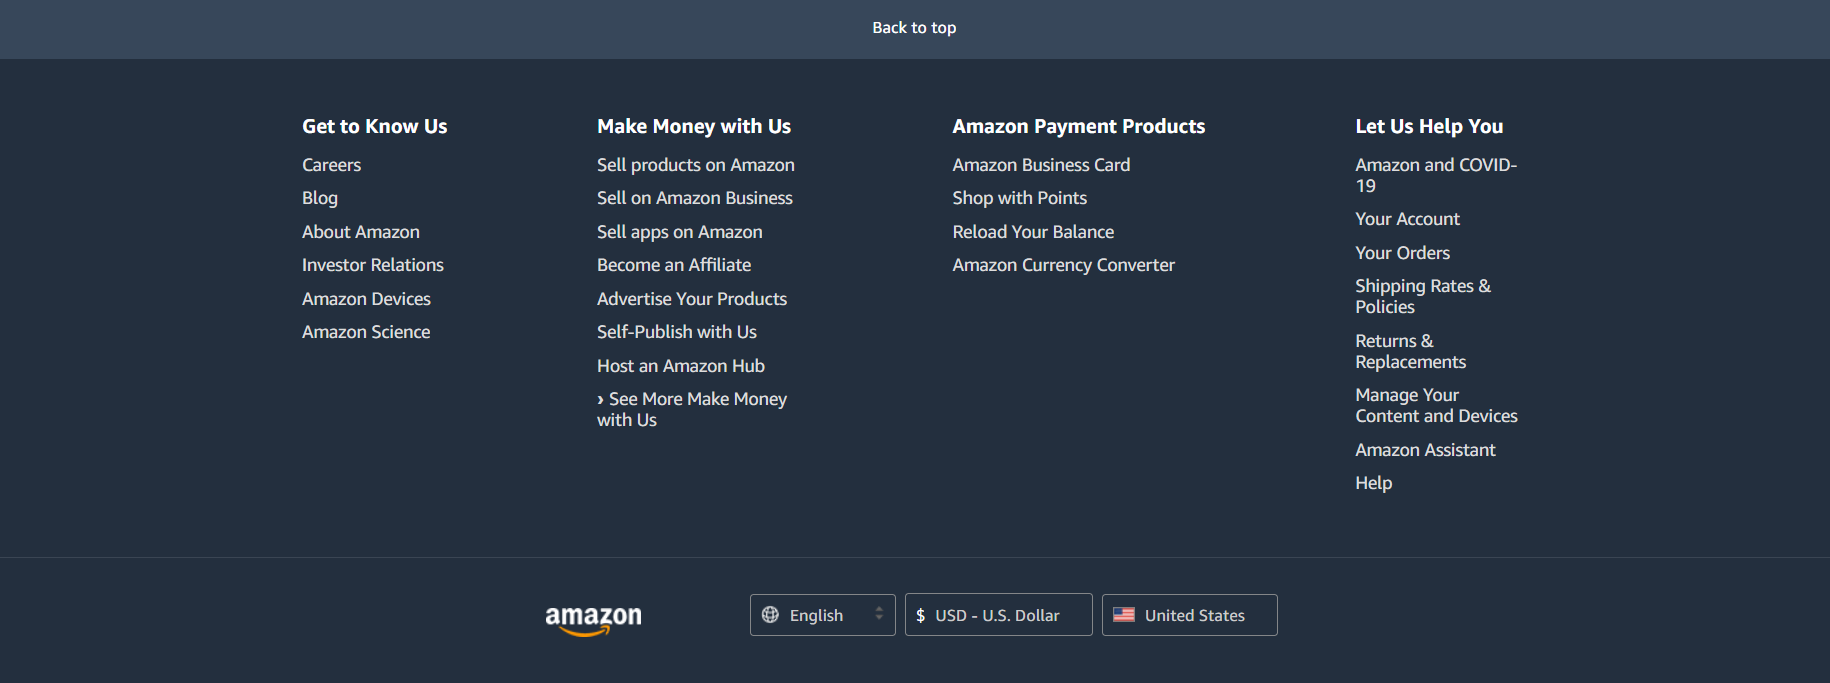 Back to top
Get to Know Us
Careers
Blog
About Amazon
Investor Relations
Amazon Devices
Amazon Science
Make Money with Us
Sell products on Amazon
Sell on Amazon Business
Sell apps on Amazon
Become an Affiliate
Advertise Your Products
Self-Publish with Us
Host an Amazon Hub
› See More Make Money
with Us
Amazon Payment Products
Amazon Business Card
Shop with Points
Reload Your Balance
Amazon Currency Converter
Let Us Help You
Amazon and COVID-
19
Your Account
Your Orders
Shipping Rates &
Policies
Returns &
Replacements
Manage Your
Content and Devices
Amazon Assistant
Help
amazon
English
$ USD - U.S. Dollar
United States